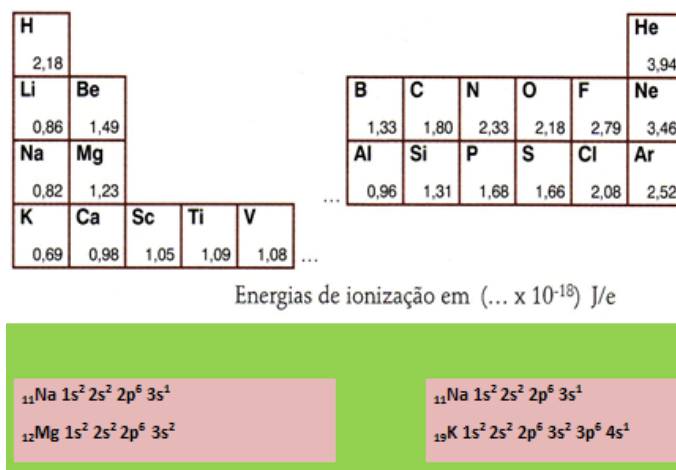 H He
2,18 3,94
Li Be B C N O F Ne
0,86 1,49 1,33 1,80 2,33 2,18 2,79 3,46
Na Mg Al Si P S Cl Ar
0,82 1,23 ... 0,96 1,31 1,68 1,66 2,08 2,52
K Ca Sc Ti V
0,69 0,98 1,05 1,09 1,08 ...
Energias de ionização em (... x 10⁻¹⁸) J/e
₁₁Na 1s² 2s² 2p⁶ 3s¹
₁₂Mg 1s² 2s² 2p⁶ 3s²
₁₁Na 1s² 2s² 2p⁶ 3s¹
₁₉K 1s² 2s² 2p⁶ 3s² 3p⁶ 4s¹